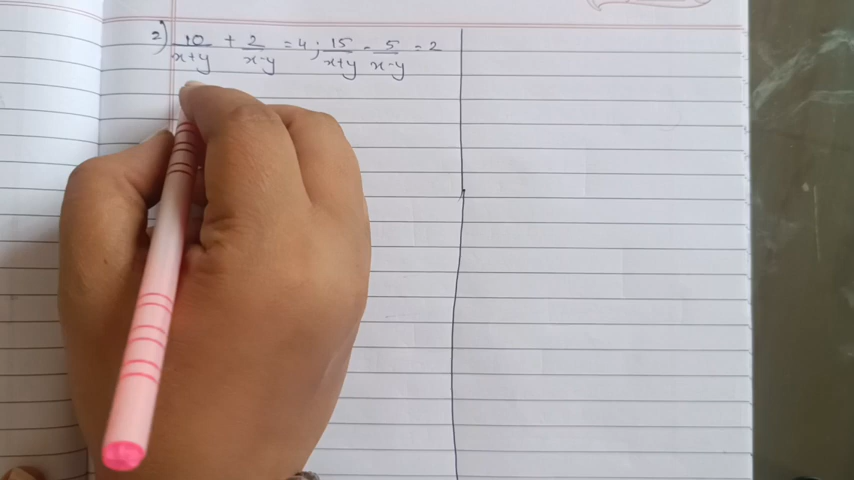 2) 10/x+y + 2/x-y = 4 ; 15/x+y - 5/x-y = 2